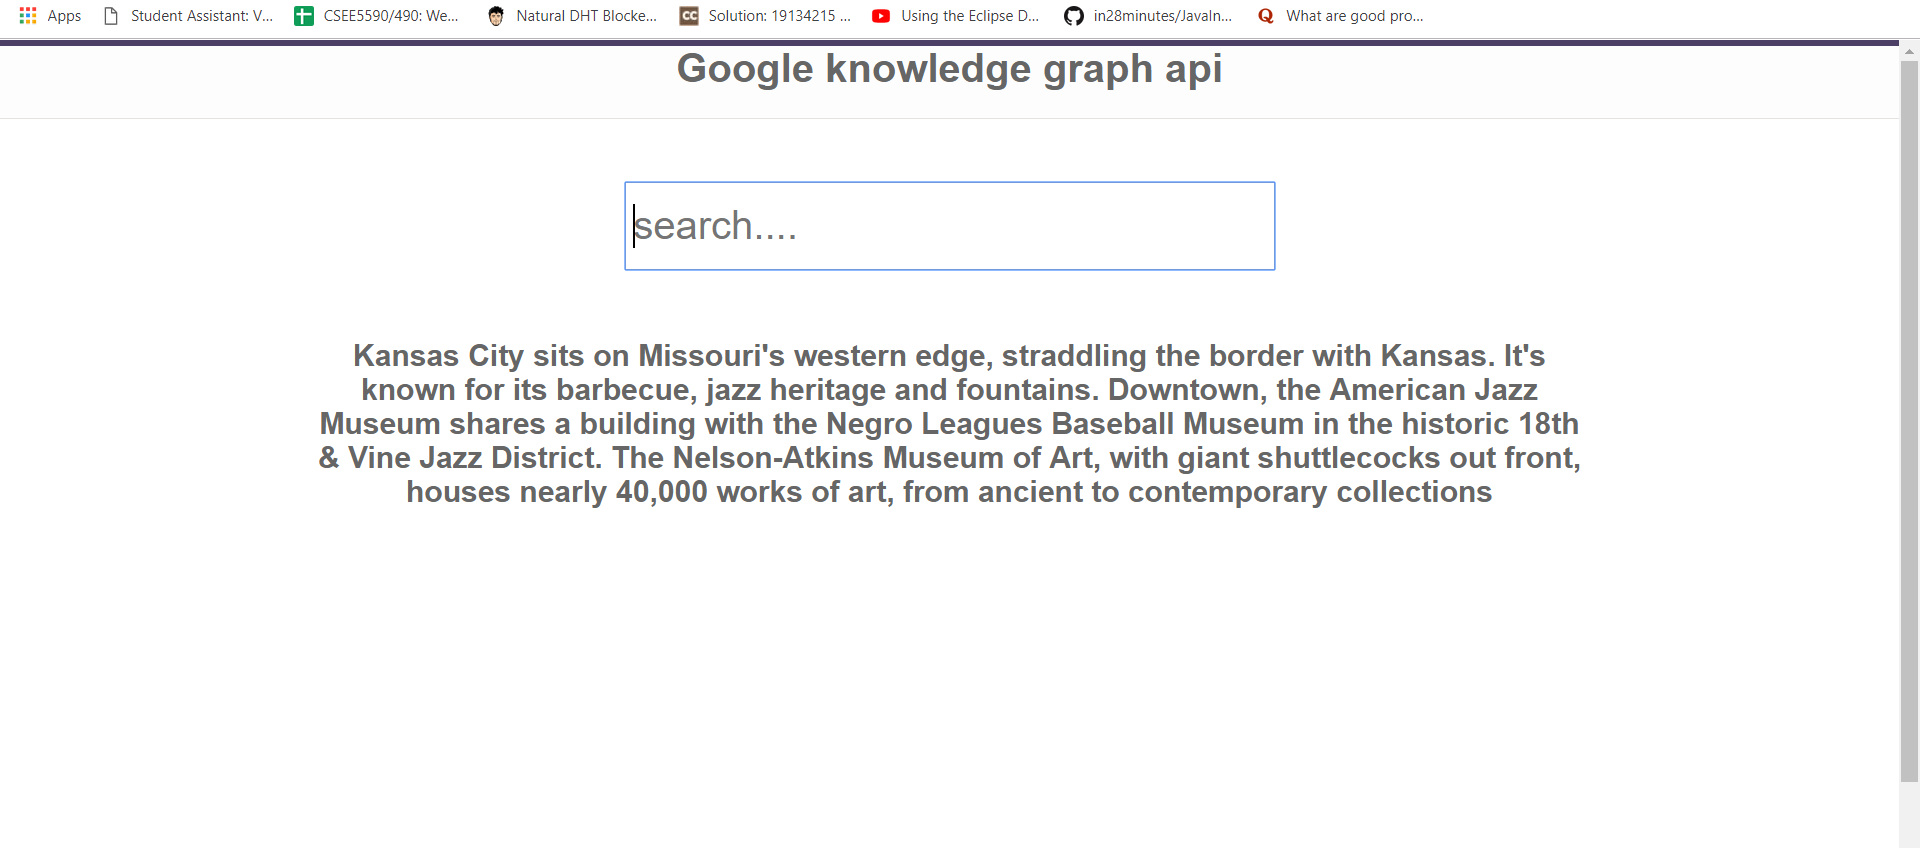 Apps Student Assistant: V... CSEE5590/490: We... Natural DHT Blocke... CC Solution: 19134215 ... Using the Eclipse D... in28minutes/JavaIn... Q What are good pro...
Google knowledge graph api
search....
Kansas City sits on Missouri's western edge, straddling the border with Kansas. It's
known for its barbecue, jazz heritage and fountains. Downtown, the American Jazz
Museum shares a building with the Negro Leagues Baseball Museum in the historic 18th
& Vine Jazz District. The Nelson-Atkins Museum of Art, with giant shuttlecocks out front,
houses nearly 40,000 works of art, from ancient to contemporary collections